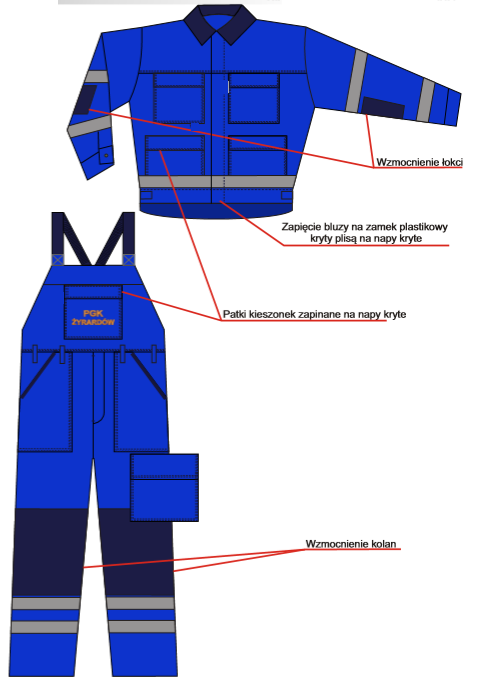 Wzmocnienie łokci
Zapięcie bluzy na zamek plastikowy
kryty plisą na napy kryte
Patki kieszonek zapinane na napy kryte
PGK
ŻYRARDÓW
Wzmocnienie kolan